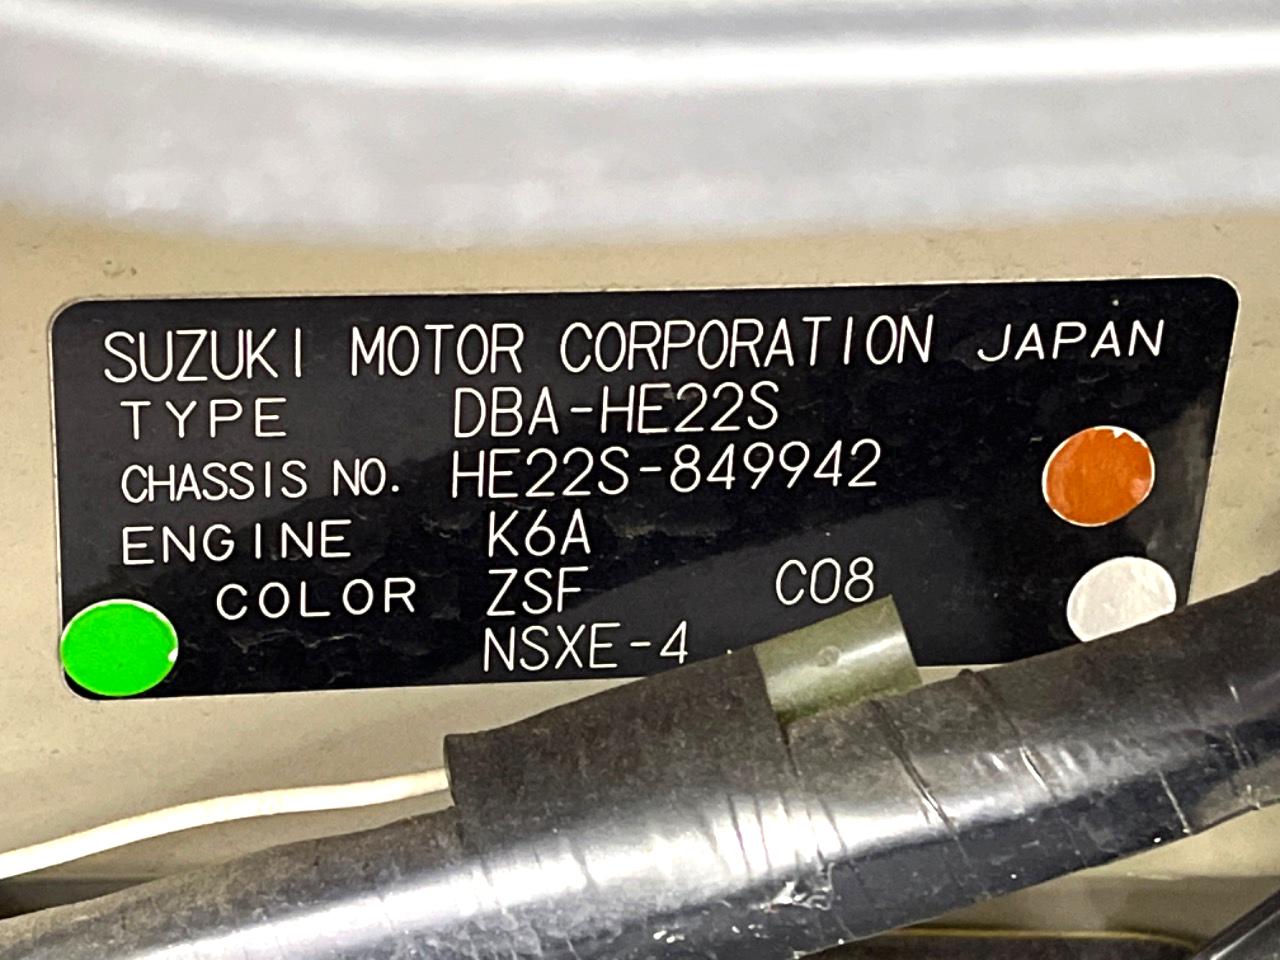 SUZUKI MOTOR CORPORATION JAPAN
TYPE DBA-HE22S
CHASSIS NO. HE22S-849942
ENGINE K6A
COLOR ZSF C08
NSXE-4